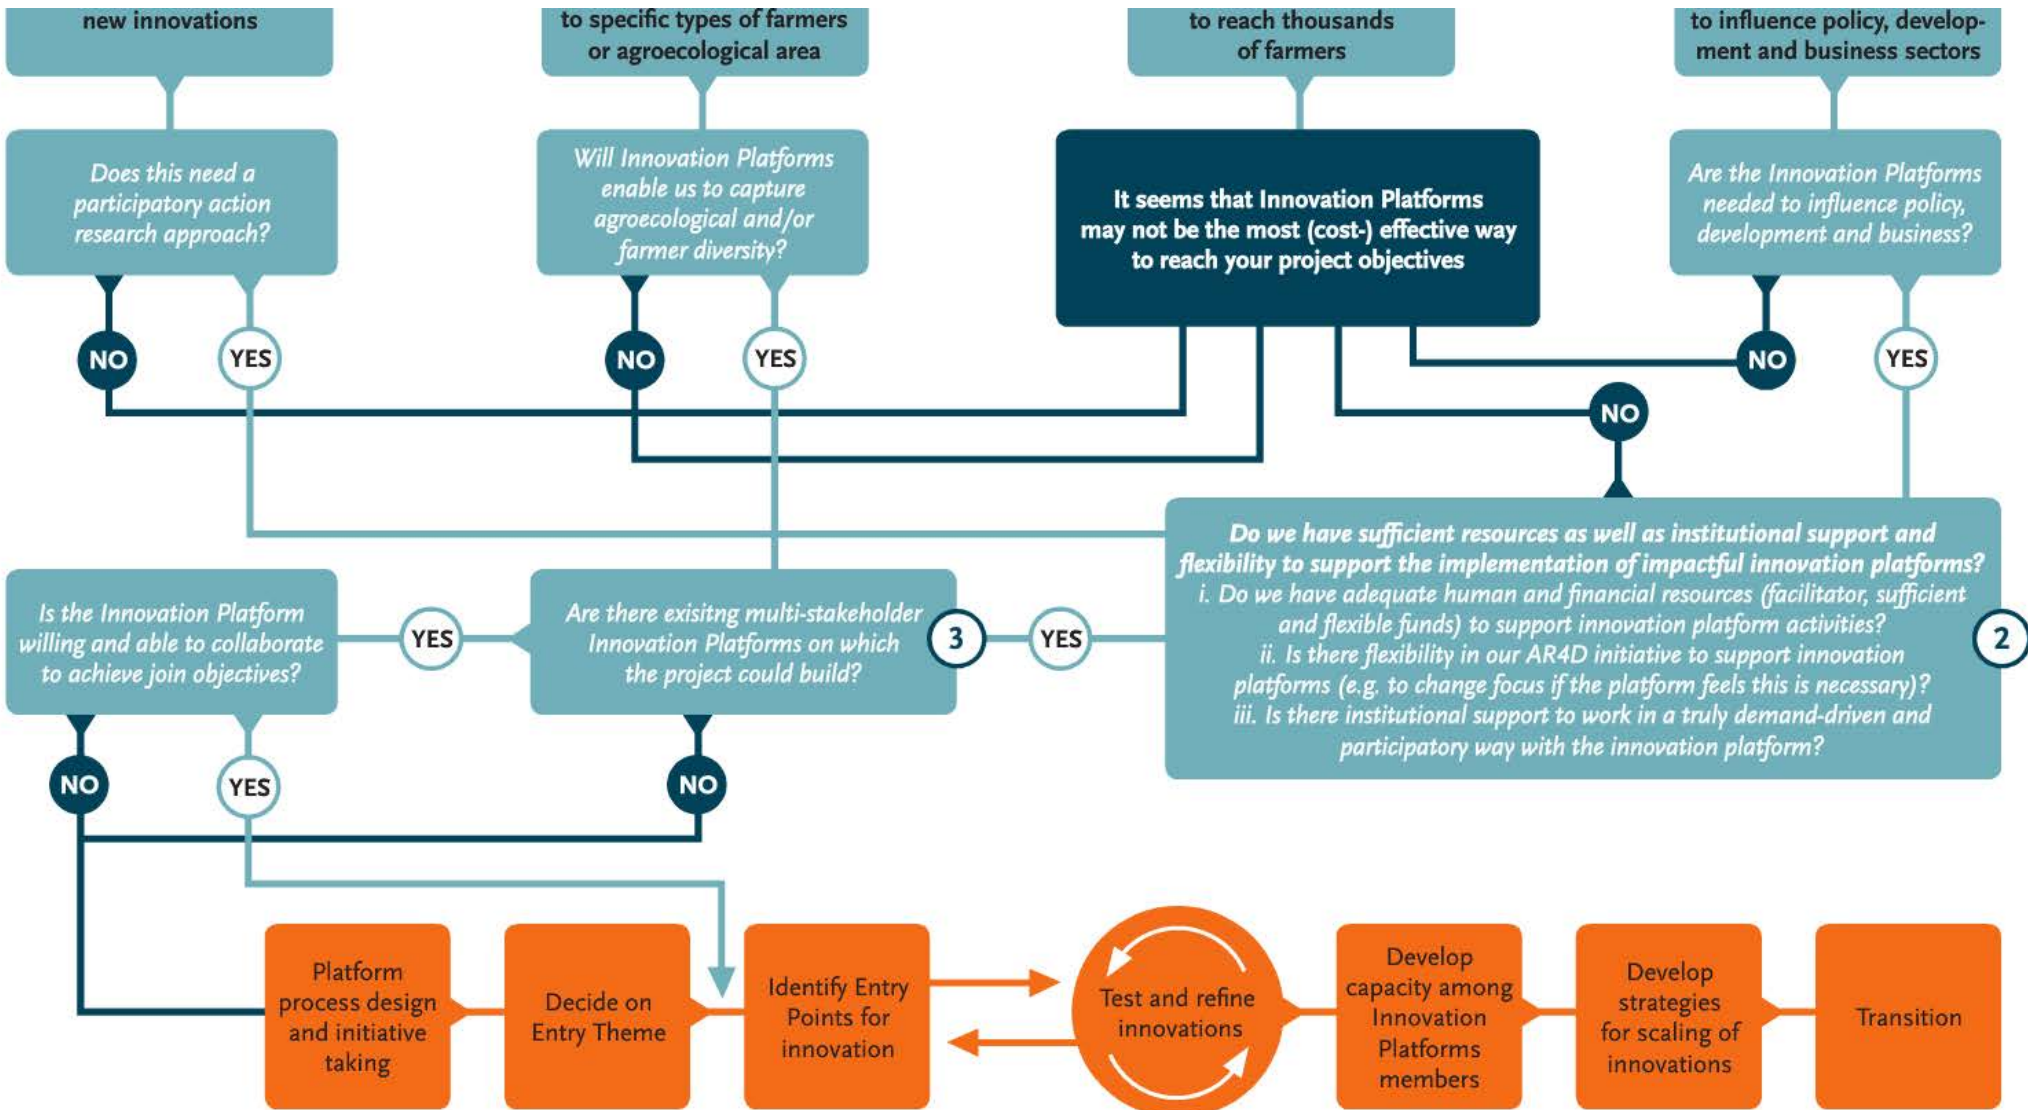 new innovations
to specific types of farmers
or agroecological area
to reach thousands
of farmers
to influence policy, develop-
ment and business sectors
Does this need a
participatory action
research approach?
Will Innovation Platforms
enable us to capture
agroecological and/or
farmer diversity?
It seems that Innovation Platforms
may not be the most (cost-) effective way
to reach your project objectives
Are the Innovation Platforms
needed to influence policy,
development and business?
NO
YES
NO
YES
NO
YES
NO
Do we have sufficient resources as well as institutional support and
flexibility to support the implementation of impactful innovation platforms?
i. Do we have adequate human and financial resources (facilitator, sufficient
and flexible funds) to support innovation platform activities?
ii. Is there flexibility in our AR4D initiative to support innovation
platforms (e.g. to change focus if the platform feels this is necessary)?
iii. Is there institutional support to work in a truly demand-driven and
participatory way with the innovation platform?
2
YES
3
Are there exisitng multi-stakeholder
Innovation Platforms on which
the project could build?
YES
Is the Innovation Platform
willing and able to collaborate
to achieve join objectives?
NO
YES
NO
Platform
process design
and initiative
taking
Decide on
Entry Theme
Identify Entry
Points for
innovation
Test and refine
innovations
Develop
capacity among
Innovation
Platforms
members
Develop
strategies
for scaling of
innovations
Transition